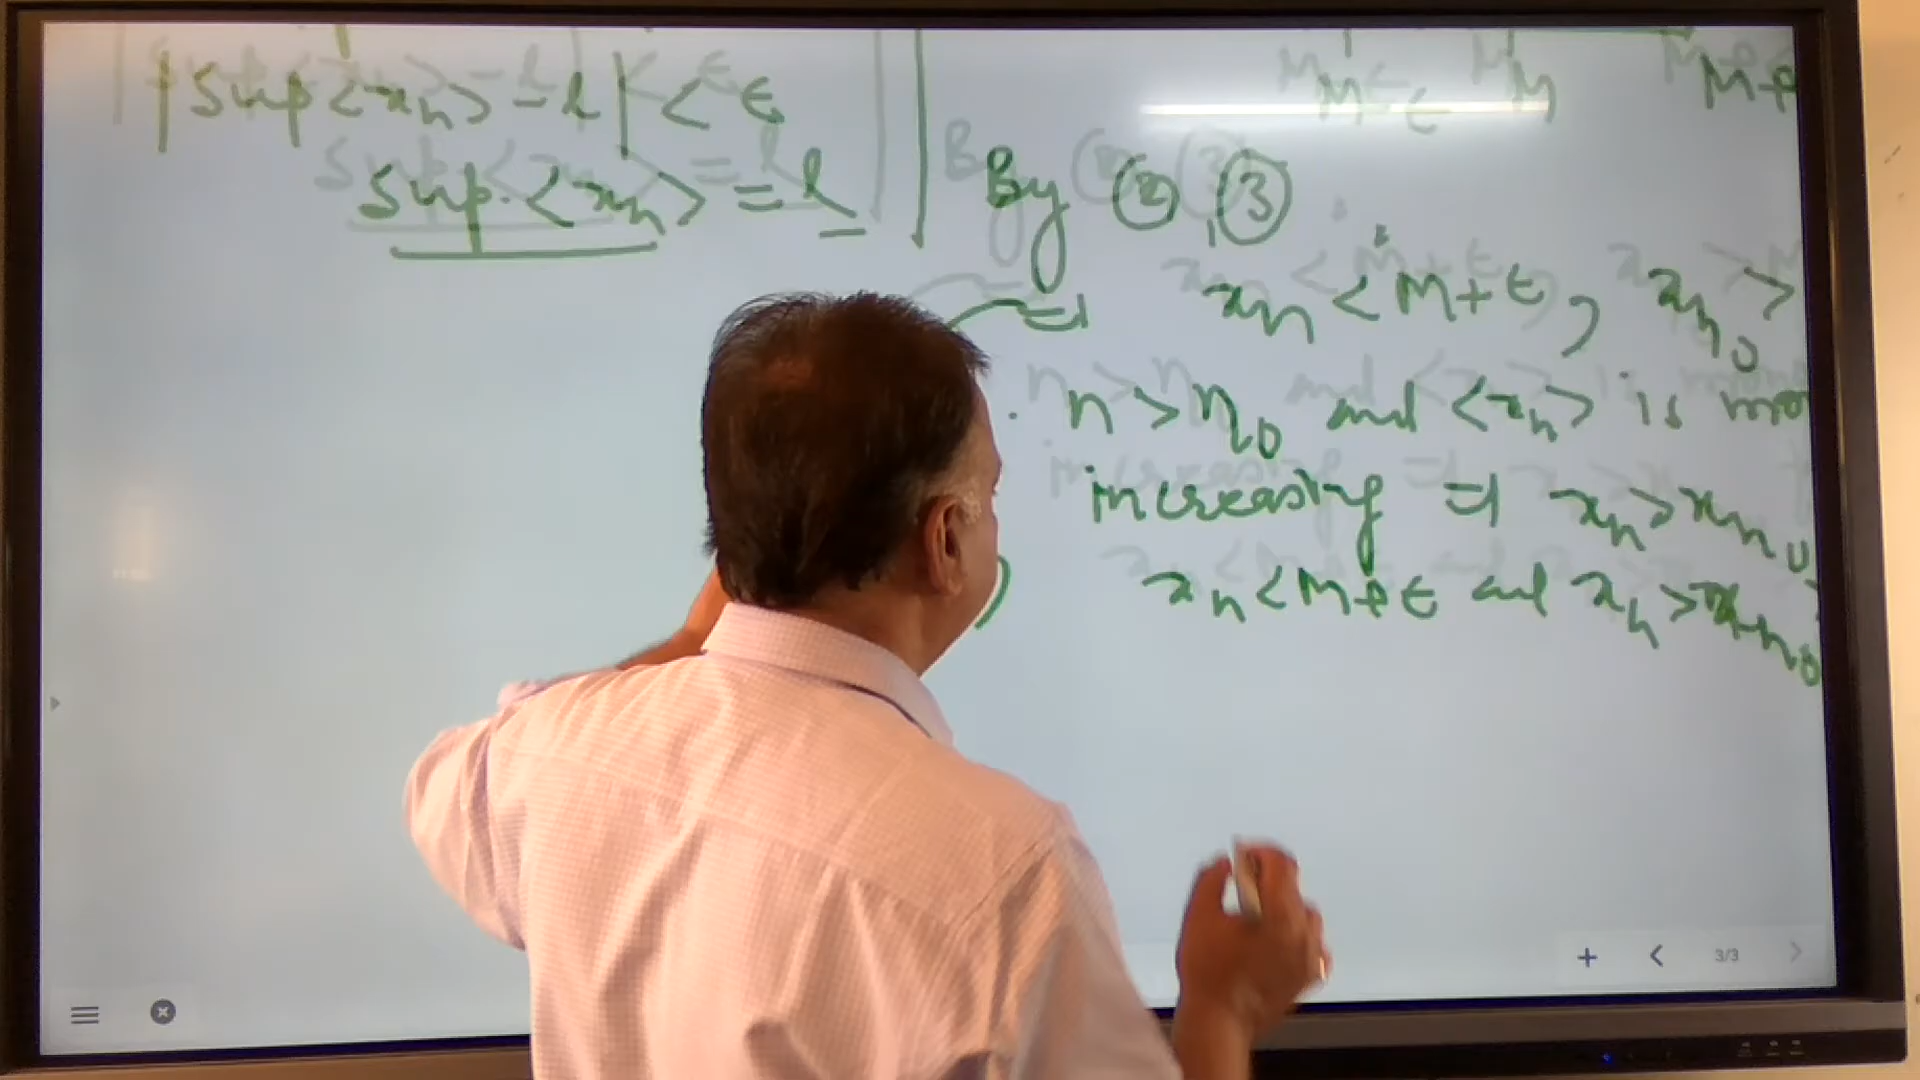 |Sup<xn> - l| < ε
Sup. <xn> = l
M-ε M M+
By ②, ③
⇒ xn < M+ε, xn0 >
n > n0 and <xn> is mo
increasing ⇒ xn > xn0
xn < M+ε and xn > xn0
3/3